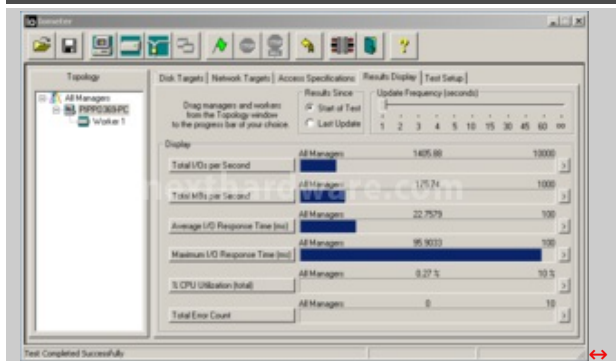 Iometer
Topology
All Managers
PIPPO369-PC
Worker 1
Disk Targets
Network Targets
Access Specifications
Results Display
Test Setup
Drag managers and workers
from the Topology window
to the progress bar of your choice.
Results Since
Start of Test
Last Update
Update Frequency (seconds)
1 2 3 4 5 10 15 30 45 60 oo
Display
All Managers 1405.88 10000
Total I/Os per Second
All Managers 175.74 1000
Total MBs per Second
nexthardware.com
All Managers 22.7579 100
Average I/O Response Time (ms)
All Managers 95.9033 100
Maximum I/O Response Time (ms)
All Managers 0.27 % 10 %
% CPU Utilization (total)
All Managers 0 10
Total Error Count
Test Completed Successfully